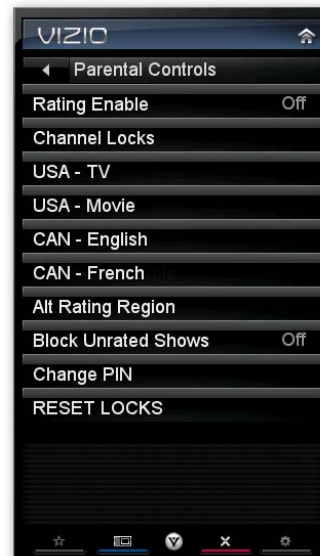 VIZIO
Parental Controls
Rating Enable Off
Channel Locks
USA - TV
USA - Movie
CAN - English
CAN - French
Alt Rating Region
Block Unrated Shows Off
Change PIN
RESET LOCKS
V